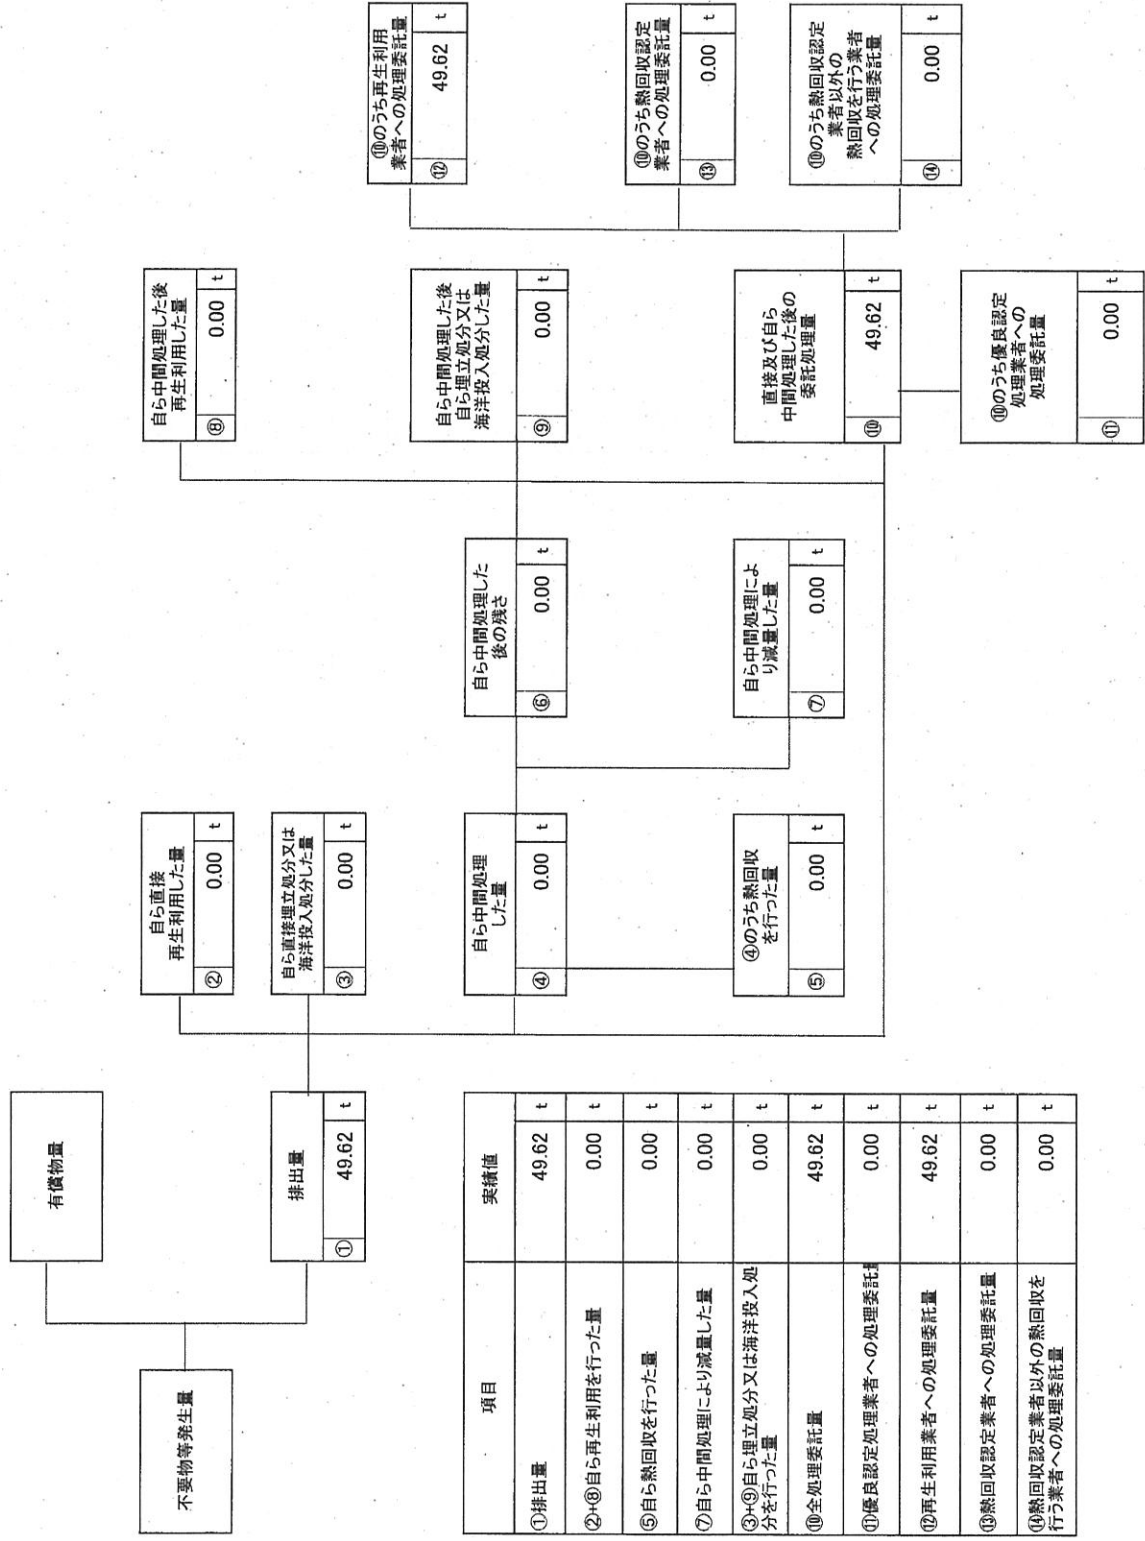 不要物等発生量
有償物量
排出量
① 49.62 t
自ら直接
再生利用した量
② 0.00 t
自ら直接埋立処分又は
海洋投入処分した量
③ 0.00 t
自ら中間処理
した量
④ 0.00 t
④のうち熱回収
を行った量
⑤ 0.00 t
自ら中間処理した
後の残さ
⑥ 0.00 t
自ら中間処理によ
り減量した量
⑦ 0.00 t
自ら中間処理した後
再生利用した量
⑧ 0.00 t
自ら中間処理した後
自ら埋立処分又は
海洋投入処分した量
⑨ 0.00 t
直接及び自ら
中間処理した後の
委託処理量
⑩ 49.62 t
⑩のうち優良認定
処理業者への
処理委託量
⑪ 0.00 t
⑩のうち再生利用
業者への処理委託量
⑫ 49.62 t
⑩のうち熱回収認定
業者への処理委託量
⑬ 0.00 t
⑩のうち熱回収認定
業者以外の
熱回収を行う業者
への処理委託量
⑭ 0.00 t
項目 実績値
①排出量 49.62 t
②+⑧自ら再生利用を行った量 0.00 t
⑤自ら熱回収を行った量 0.00 t
⑦自ら中間処理により減量した量 0.00 t
③+⑨自ら埋立処分又は海洋投入処
分を行った量 0.00 t
⑩全処理委託量 49.62 t
⑪優良認定処理業者への処理委託量 0.00 t
⑫再生利用業者への処理委託量 49.62 t
⑬熱回収認定業者への処理委託量 0.00 t
⑭熱回収認定業者以外の熱回収を
行う業者への処理委託量 0.00 t